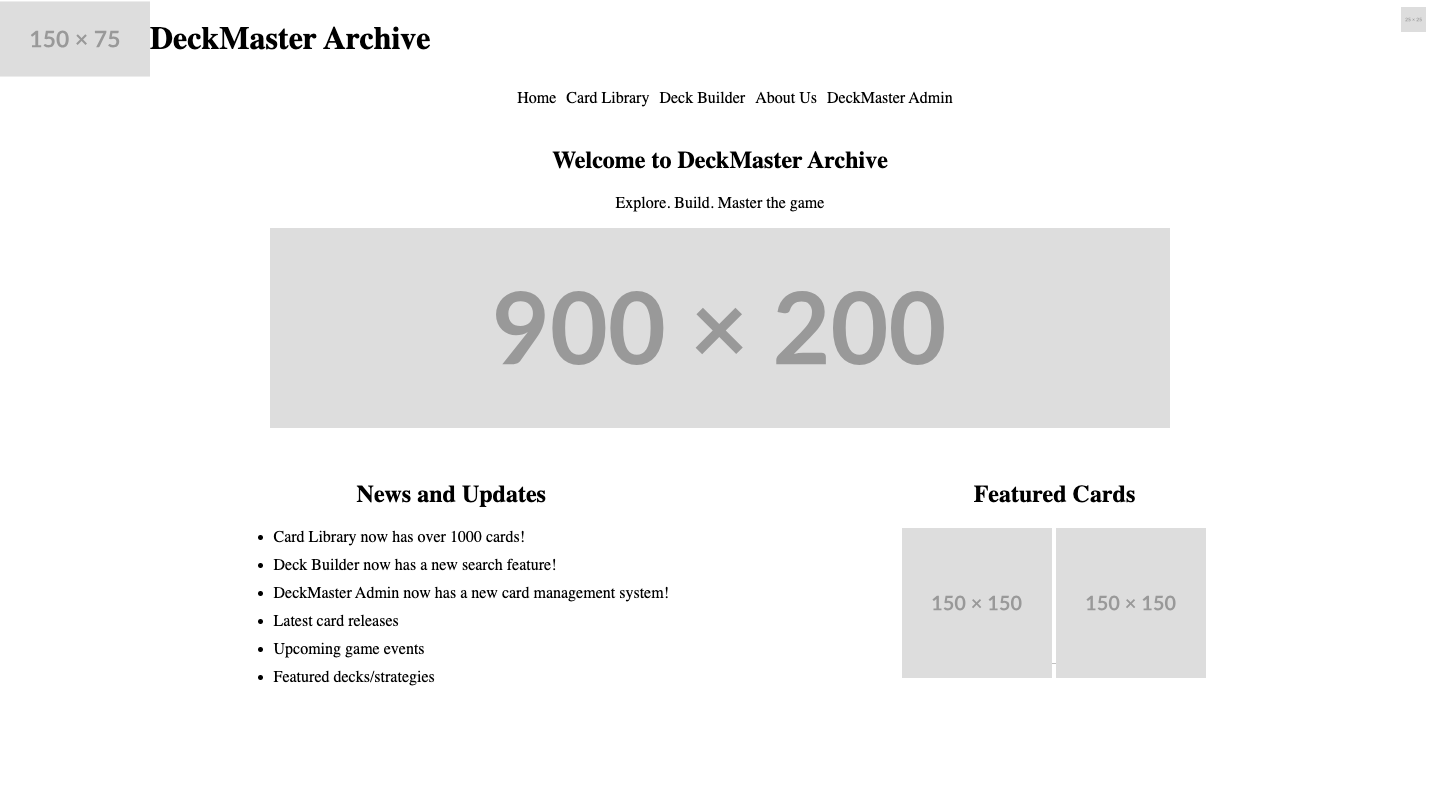 150 × 75
DeckMaster Archive
Home Card Library Deck Builder About Us DeckMaster Admin
Welcome to DeckMaster Archive
Explore. Build. Master the game
900 × 200
News and Updates
Card Library now has over 1000 cards!
Deck Builder now has a new search feature!
DeckMaster Admin now has a new card management system!
Latest card releases
Upcoming game events
Featured decks/strategies
Featured Cards
150 × 150 150 × 150